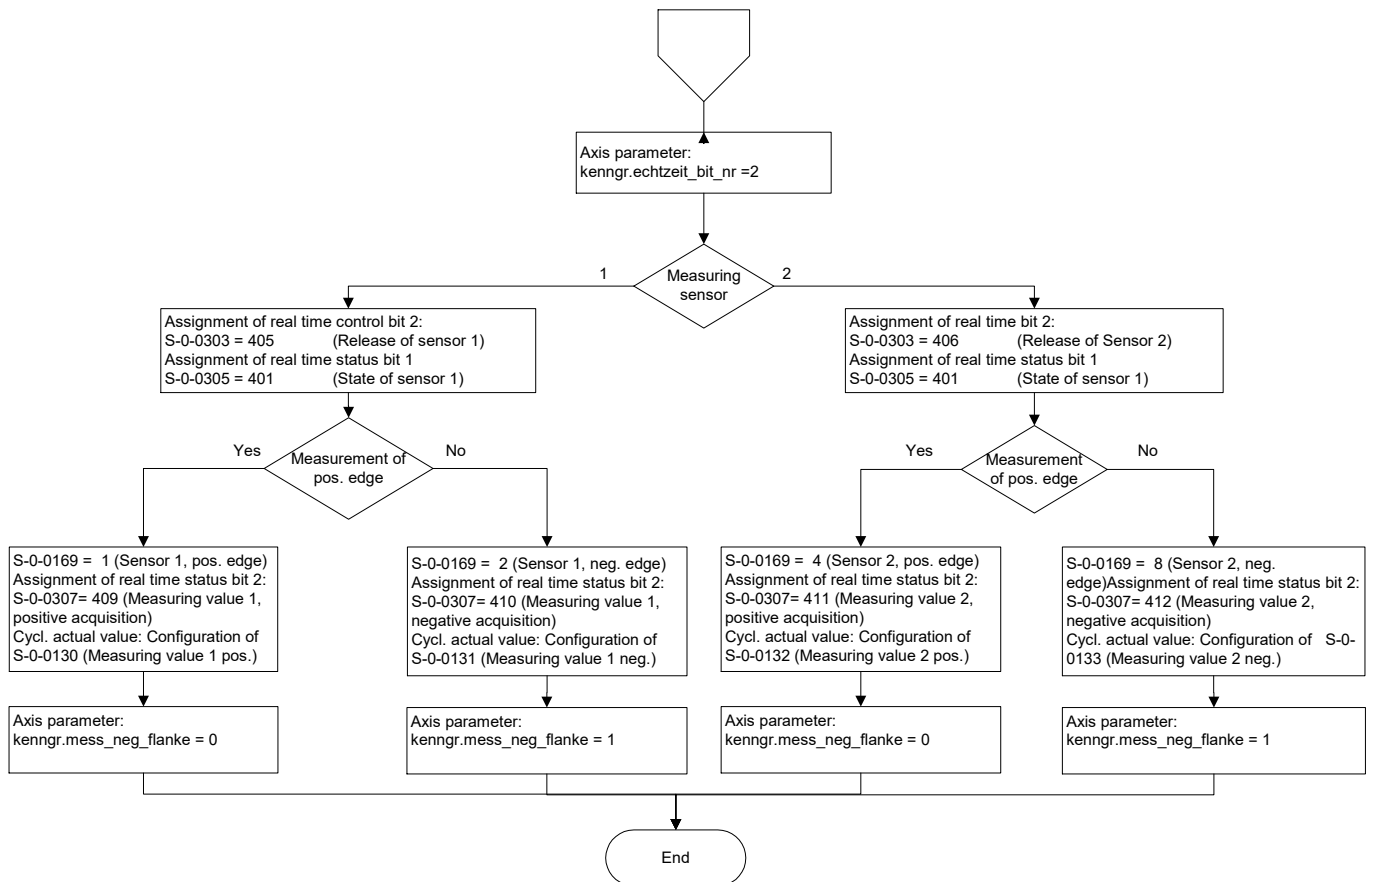 Axis parameter:
kenngr.echtzeit_bit_nr =2
Measuring
sensor
1
2
Assignment of real time control bit 2:
S-0-0303 = 405 (Release of sensor 1)
Assignment of real time status bit 1
S-0-0305 = 401 (State of sensor 1)
Assignment of real time bit 2:
S-0-0303 = 406 (Release of Sensor 2)
Assignment of real time status bit 1
S-0-0305 = 401 (State of sensor 1)
Yes
Measurement of
pos. edge
No
Yes
Measurement
of pos. edge
No
S-0-0169 = 1 (Sensor 1, pos. edge)
Assignment of real time status bit 2:
S-0-0307= 409 (Measuring value 1,
positive acquisition)
Cycl. actual value: Configuration of
S-0-0130 (Measuring value 1 pos.)
S-0-0169 = 2 (Sensor 1, neg. edge)
Assignment of real time status bit 2:
S-0-0307= 410 (Measuring value 1,
negative acquisition)
Cycl. actual value: Configuration of
S-0-0131 (Measuring value 1 neg.)
S-0-0169 = 4 (Sensor 2, pos. edge)
Assignment of real time status bit 2:
S-0-0307= 411 (Measuring value 2,
positive acquisition)
Cycl. actual value: Configuration of
S-0-0132 (Measuring value 2 pos.)
S-0-0169 = 8 (Sensor 2, neg.
edge)Assignment of real time status bit 2:
S-0-0307= 412 (Measuring value 2,
negative acquisition)
Cycl. actual value: Configuration of S-0-
0133 (Measuring value 2 neg.)
Axis parameter:
kenngr.mess_neg_flanke = 0
Axis parameter:
kenngr.mess_neg_flanke = 1
Axis parameter:
kenngr.mess_neg_flanke = 0
Axis parameter:
kenngr.mess_neg_flanke = 1
End